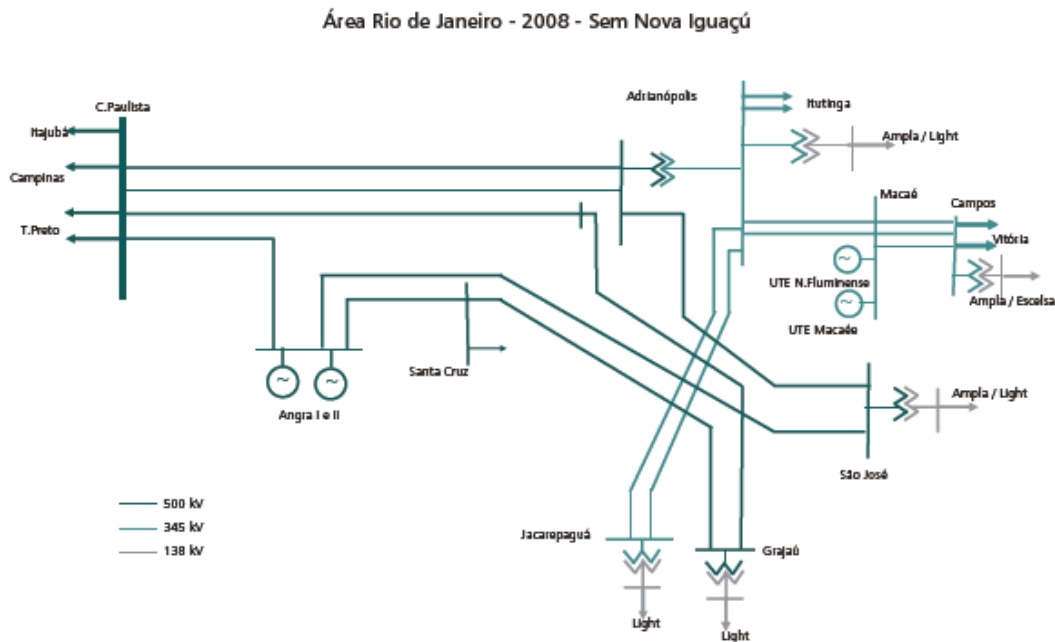 Área Rio de Janeiro - 2008 - Sem Nova Iguaçú
C.Paulista
Adrianópolis
Itutinga
Itajubá
Ampla / Light
Campinas
Macaé
Campos
T.Preto
Vitória
UTE N.Fluminense
Ampla / Escelsa
UTE Macaée
Santa Cruz
Ampla / Light
Angra I e II
São José
500 kV
345 kV
138 kV
Jacarepaguá
Grajaú
Light
Light